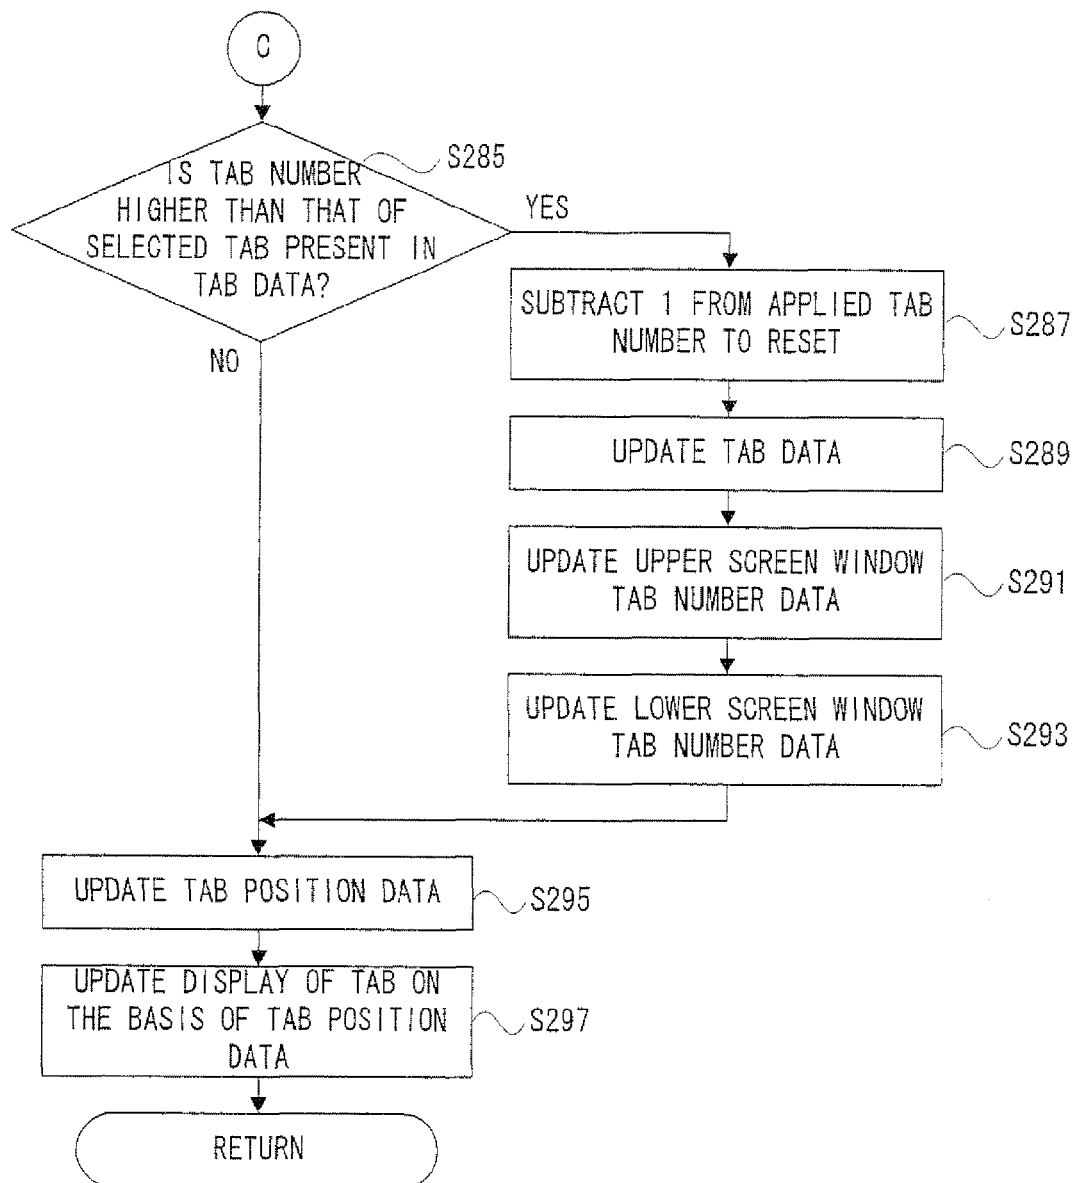 C
IS TAB NUMBER
HIGHER THAN THAT OF
SELECTED TAB PRESENT IN
TAB DATA?
S285
YES
NO
SUBTRACT 1 FROM APPLIED TAB
NUMBER TO RESET
S287
UPDATE TAB DATA
S289
UPDATE UPPER SCREEN WINDOW
TAB NUMBER DATA
S291
UPDATE LOWER SCREEN WINDOW
TAB NUMBER DATA
S293
UPDATE TAB POSITION DATA
S295
UPDATE DISPLAY OF TAB ON
THE BASIS OF TAB POSITION
DATA
S297
RETURN